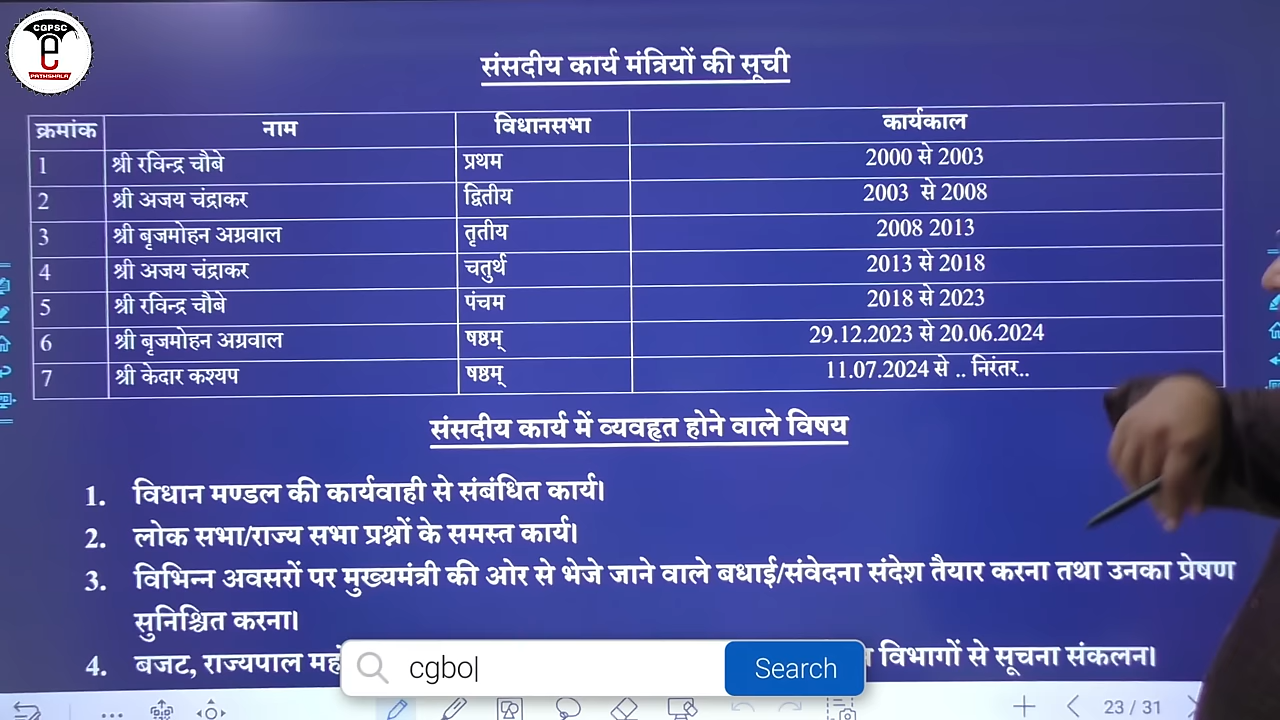 CGPSC
e
PATHSHALA
संसदीय कार्य मंत्रियों की सूची
क्रमांक नाम विधानसभा कार्यकाल
1 श्री रविन्द्र चौबे प्रथम 2000 से 2003
2 श्री अजय चंद्राकर द्वितीय 2003 से 2008
3 श्री बृजमोहन अग्रवाल तृतीय 2008 2013
4 श्री अजय चंद्राकर चतुर्थ 2013 से 2018
5 श्री रविन्द्र चौबे पंचम 2018 से 2023
6 श्री बृजमोहन अग्रवाल षष्ठम् 29.12.2023 से 20.06.2024
7 श्री केदार कश्यप षष्ठम् 11.07.2024 से .. निरंतर..
संसदीय कार्य में व्यवहृत होने वाले विषय
1. विधान मण्डल की कार्यवाही से संबंधित कार्य।
2. लोक सभा/राज्य सभा प्रश्नों के समस्त कार्य।
3. विभिन्न अवसरों पर मुख्यमंत्री की ओर से भेजे जाने वाले बधाई/संवेदना संदेश तैयार करना तथा उनका प्रेषण
सुनिश्चित करना।
4. बजट, राज्यपाल विभागों से सूचना संकलन।
cgbo Search
23 / 31